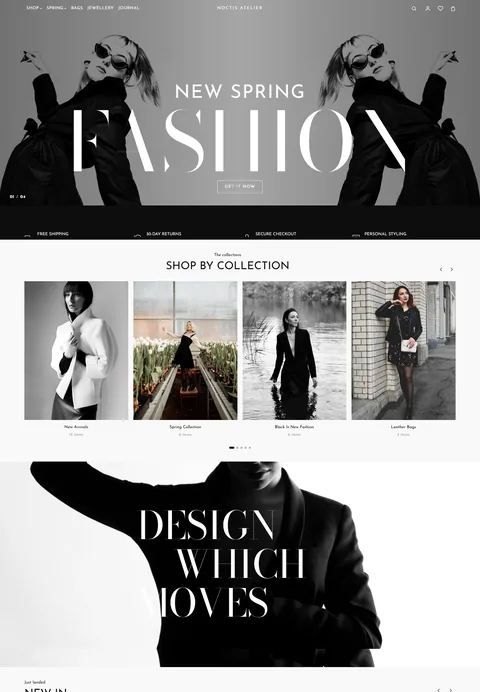 SHOP SPRING BAGS JEWELLERY JOURNAL
NOCTIS ATELIER
NEW SPRING
FASHION
GET IT NOW
01 / 04
FREE SHIPPING
30-DAY RETURNS
SECURE CHECKOUT
PERSONAL STYLING
The collections
SHOP BY COLLECTION
New Arrivals
Spring Collection
Black Is New Fashion
Leather Bags
DESIGN
WHICH
MOVES
Just landed
NEW IN